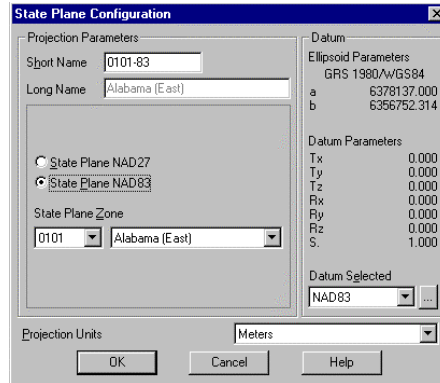 State Plane Configuration
Projection Parameters
Short Name 0101-83
Long Name Alabama (East)
State Plane NAD27
State Plane NAD83
State Plane Zone
0101 Alabama (East)
Datum
Ellipsoid Parameters
GRS 1980/WGS84
a 6378137.000
b 6356752.314
Datum Parameters
Tx 0.000
Ty 0.000
Tz 0.000
Rx 0.000
Ry 0.000
Rz 0.000
S. 1.000
Datum Selected
NAD83 ...
Projection Units Meters
OK Cancel Help